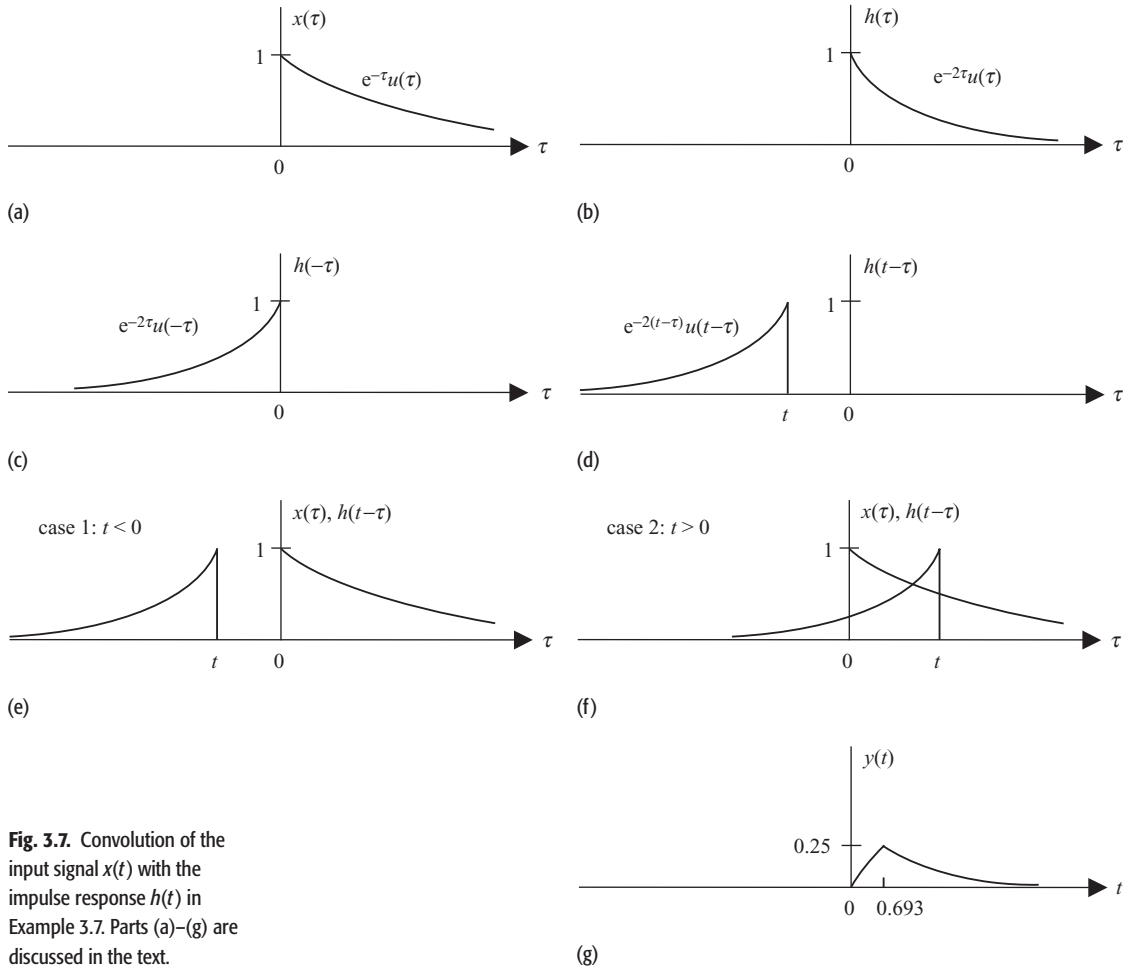 x(τ)
1
e^{−τ}u(τ)
τ
0
(a)
h(τ)
1
e^{−2τ}u(τ)
τ
0
(b)
h(−τ)
1
e^{−2τ}u(−τ)
τ
0
(c)
h(t−τ)
1
e^{−2(t−τ)}u(t−τ)
τ
t 0
(d)
case 1: t < 0
x(τ), h(t−τ)
1
τ
t 0
(e)
case 2: t > 0
x(τ), h(t−τ)
1
τ
0 t
(f)
y(t)
0.25
t
0 0.693
(g)
Fig. 3.7. Convolution of the
input signal x(t) with the
impulse response h(t) in
Example 3.7. Parts (a)–(g) are
discussed in the text.